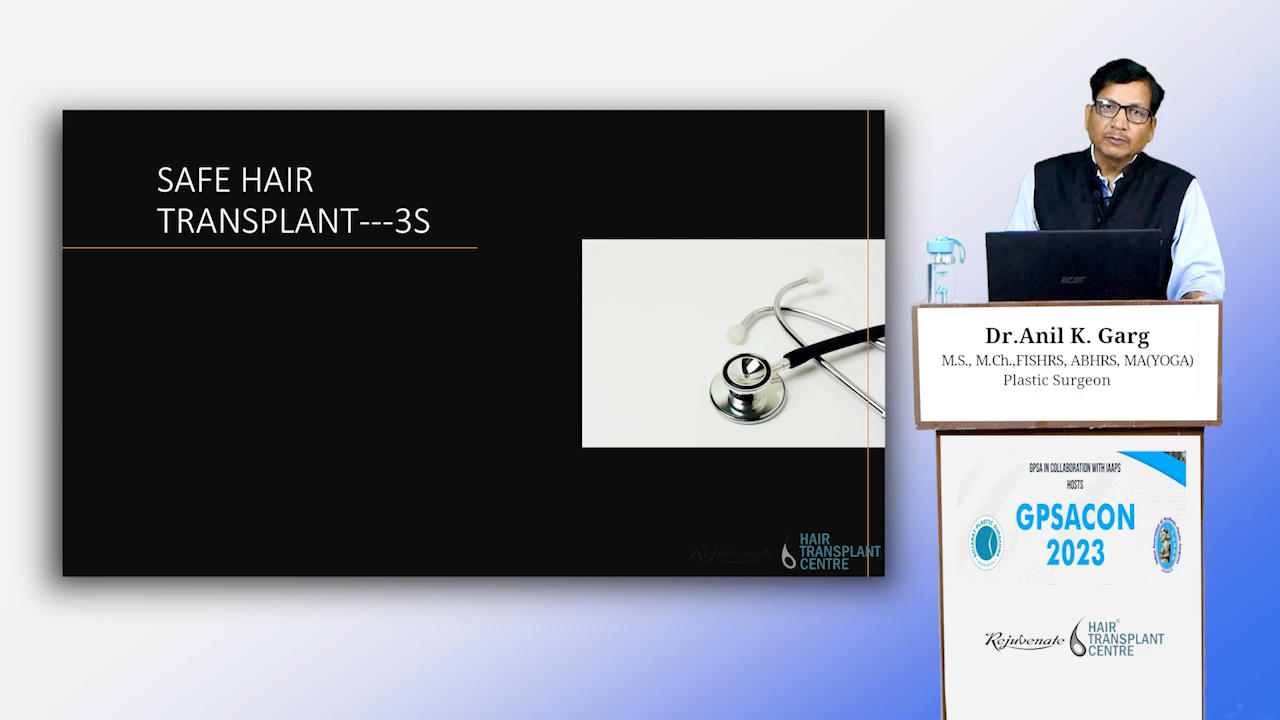 SAFE HAIR
TRANSPLANT---3S
Rejuvenate
HAIR
TRANSPLANT
CENTRE
acer
Dr.Anil K. Garg
M.S., M.Ch.,FISHRS, ABHRS, MA(YOGA)
Plastic Surgeon
GPSA IN COLLABORATION WITH IAAPS
HOSTS
GPSACON
2023
Rejuvenate
HAIR®
TRANSPLANT
CENTRE